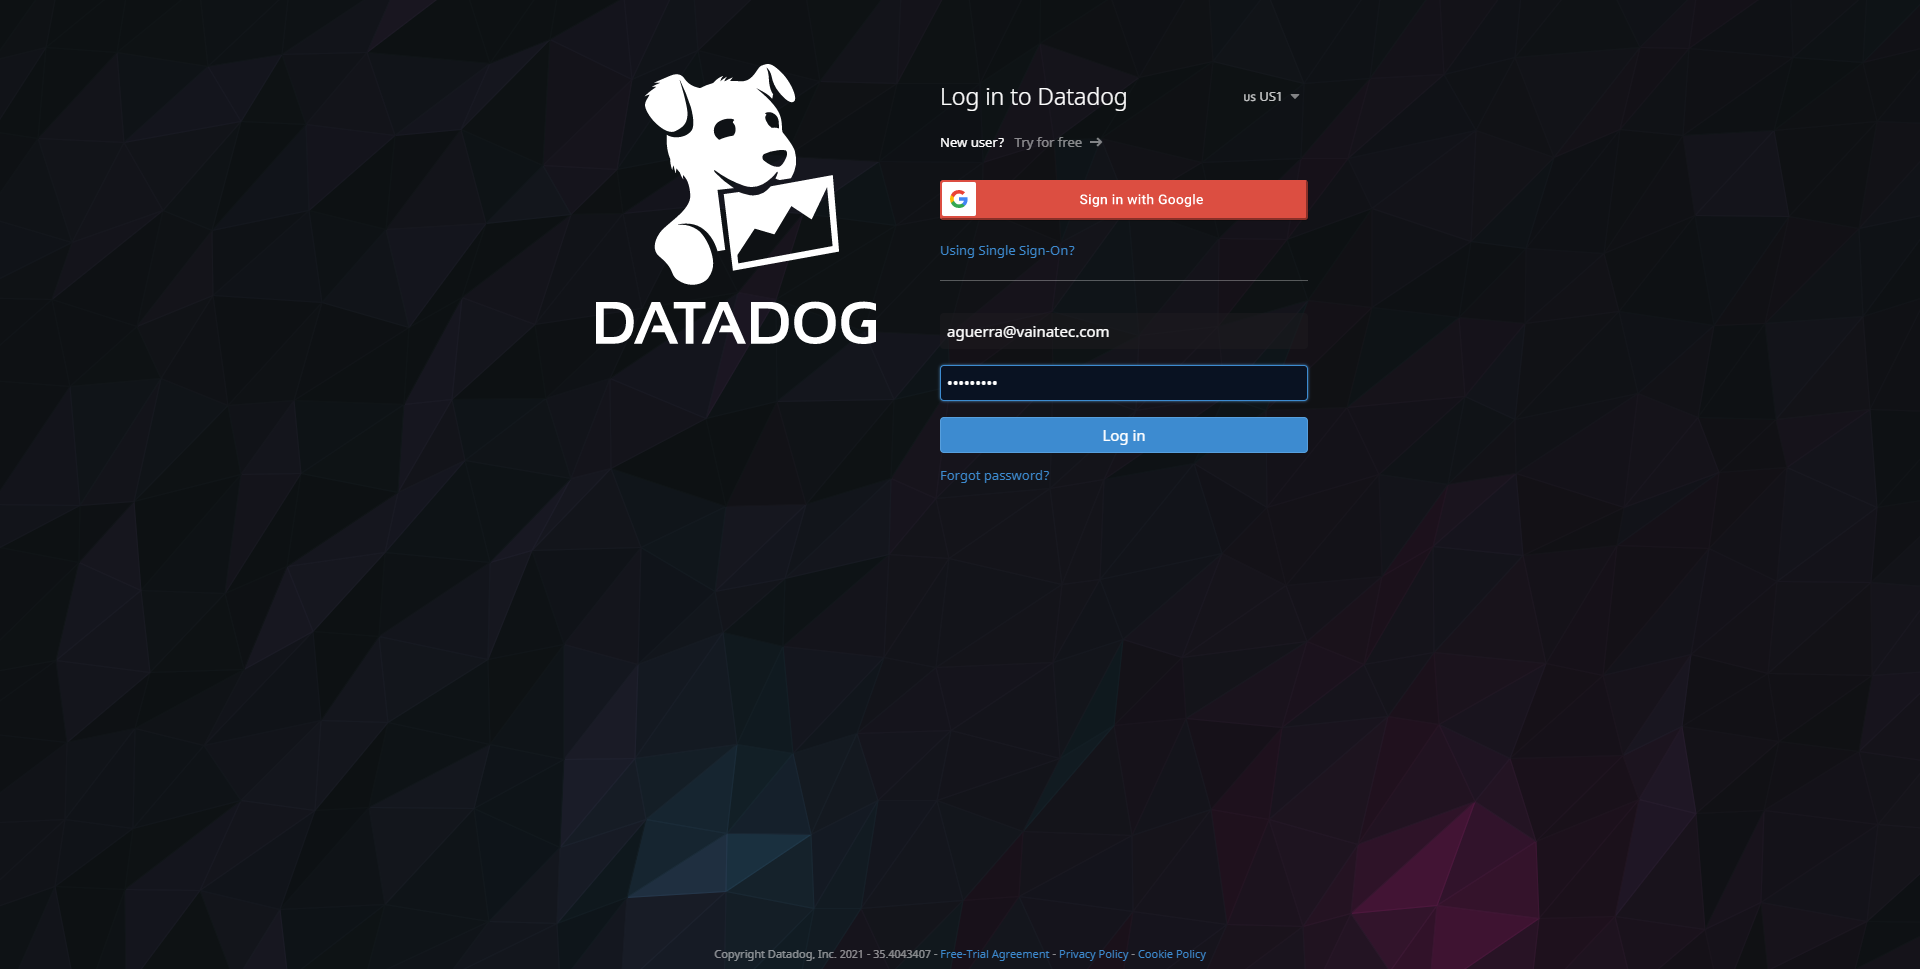 DATADOG
Log in to Datadog
us US1
New user? Try for free →
Sign in with Google
Using Single Sign-On?
aguerra@vainatec.com
•••••••••
Log in
Forgot password?
Copyright Datadog, Inc. 2021 - 35.4043407 - Free-Trial Agreement - Privacy Policy - Cookie Policy